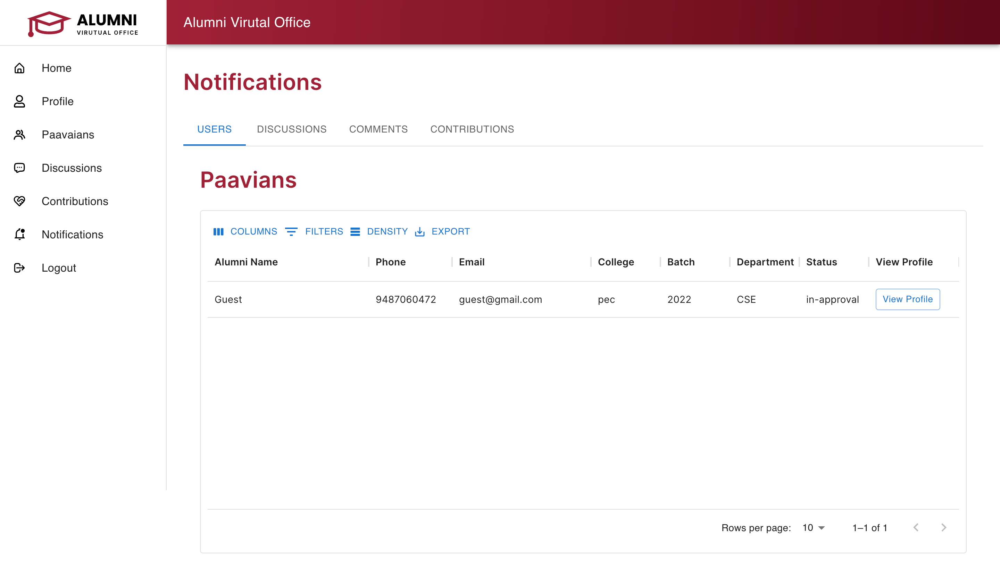 ALUMNI
VIRUTUAL OFFICE
Alumni Virutal Office
Home
Profile
Paavaians
Discussions
Contributions
Notifications
Logout
Notifications
USERS DISCUSSIONS COMMENTS CONTRIBUTIONS
Paavians
COLUMNS FILTERS DENSITY EXPORT
Alumni Name Phone Email College Batch Department Status View Profile
Guest 9487060472 guest@gmail.com pec 2022 CSE in-approval View Profile
Rows per page: 10 1–1 of 1